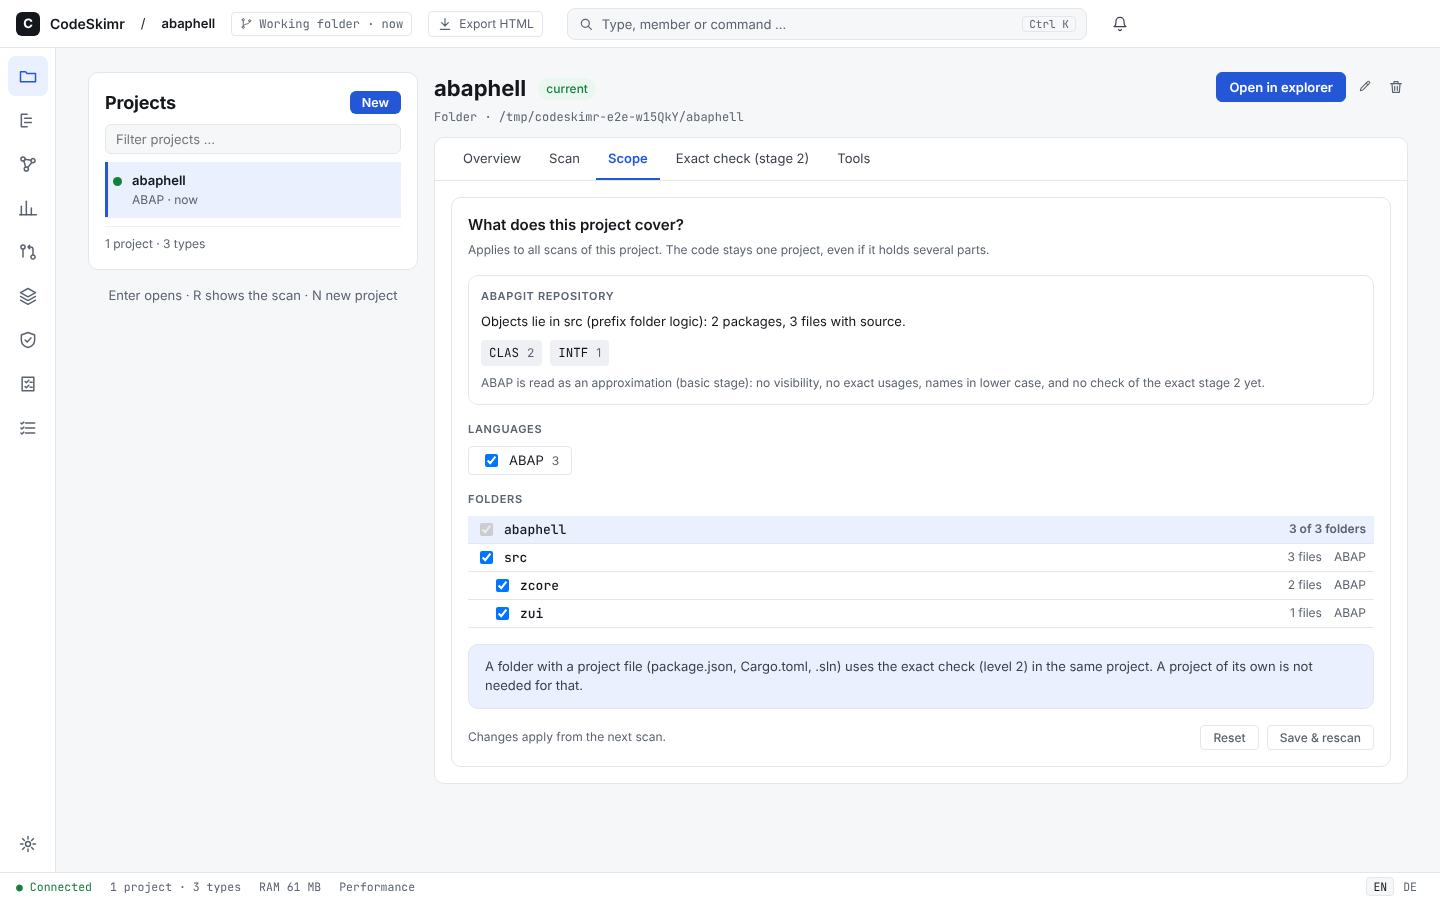 C CodeSkimr / abaphell Working folder · now Export HTML Type, member or command ... Ctrl K
Projects
New
Filter projects ...
abaphell
ABAP · now
1 project · 3 types
Enter opens · R shows the scan · N new project
abaphell current
Open in explorer
Folder · /tmp/codeskimr-e2e-w15QkY/abaphell
Overview Scan Scope Exact check (stage 2) Tools
What does this project cover?
Applies to all scans of this project. The code stays one project, even if it holds several parts.
ABAPGIT REPOSITORY
Objects lie in src (prefix folder logic): 2 packages, 3 files with source.
CLAS 2 INTF 1
ABAP is read as an approximation (basic stage): no visibility, no exact usages, names in lower case, and no check of the exact stage 2 yet.
LANGUAGES
ABAP 3
FOLDERS
abaphell 3 of 3 folders
src 3 files ABAP
zcore 2 files ABAP
zui 1 files ABAP
A folder with a project file (package.json, Cargo.toml, .sln) uses the exact check (level 2) in the same project. A project of its own is not
needed for that.
Changes apply from the next scan.
Reset Save & rescan
Connected 1 project · 3 types RAM 61 MB Performance EN DE